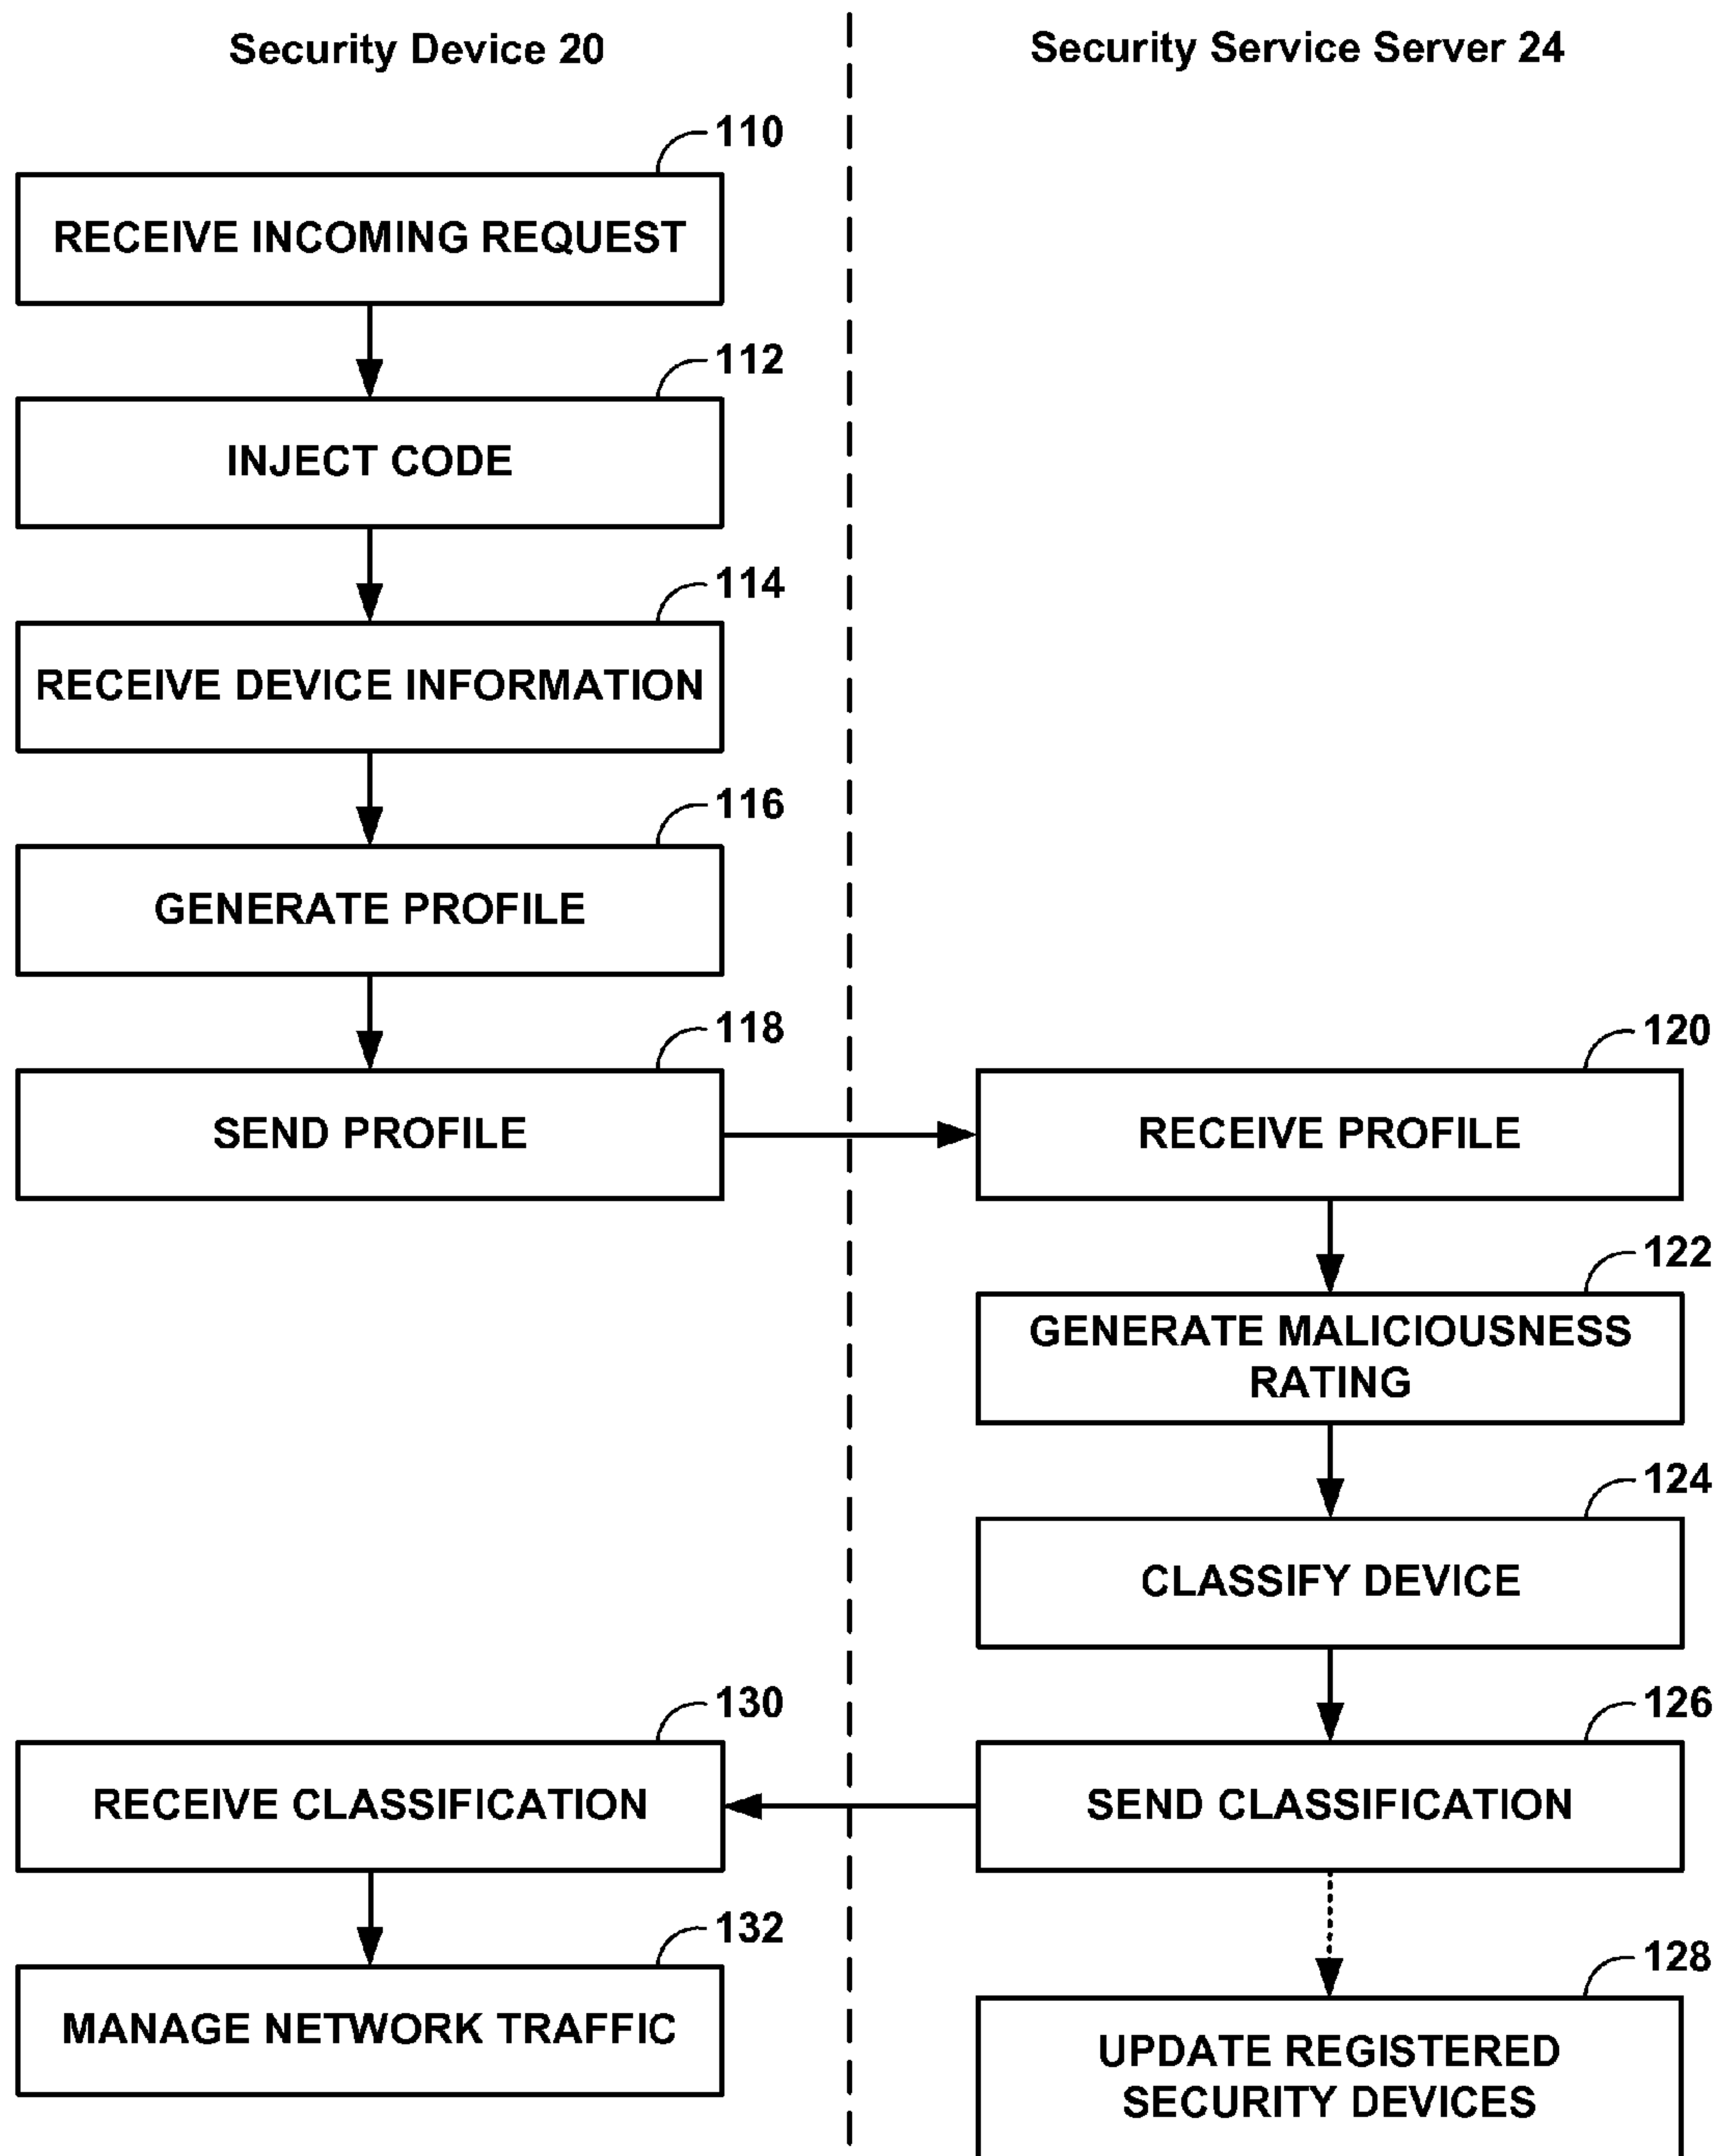 Security Device 20
Security Service Server 24
110
RECEIVE INCOMING REQUEST
112
INJECT CODE
114
RECEIVE DEVICE INFORMATION
116
GENERATE PROFILE
118
SEND PROFILE
120
RECEIVE PROFILE
122
GENERATE MALICIOUSNESS
RATING
124
CLASSIFY DEVICE
126
SEND CLASSIFICATION
130
RECEIVE CLASSIFICATION
132
MANAGE NETWORK TRAFFIC
128
UPDATE REGISTERED
SECURITY DEVICES